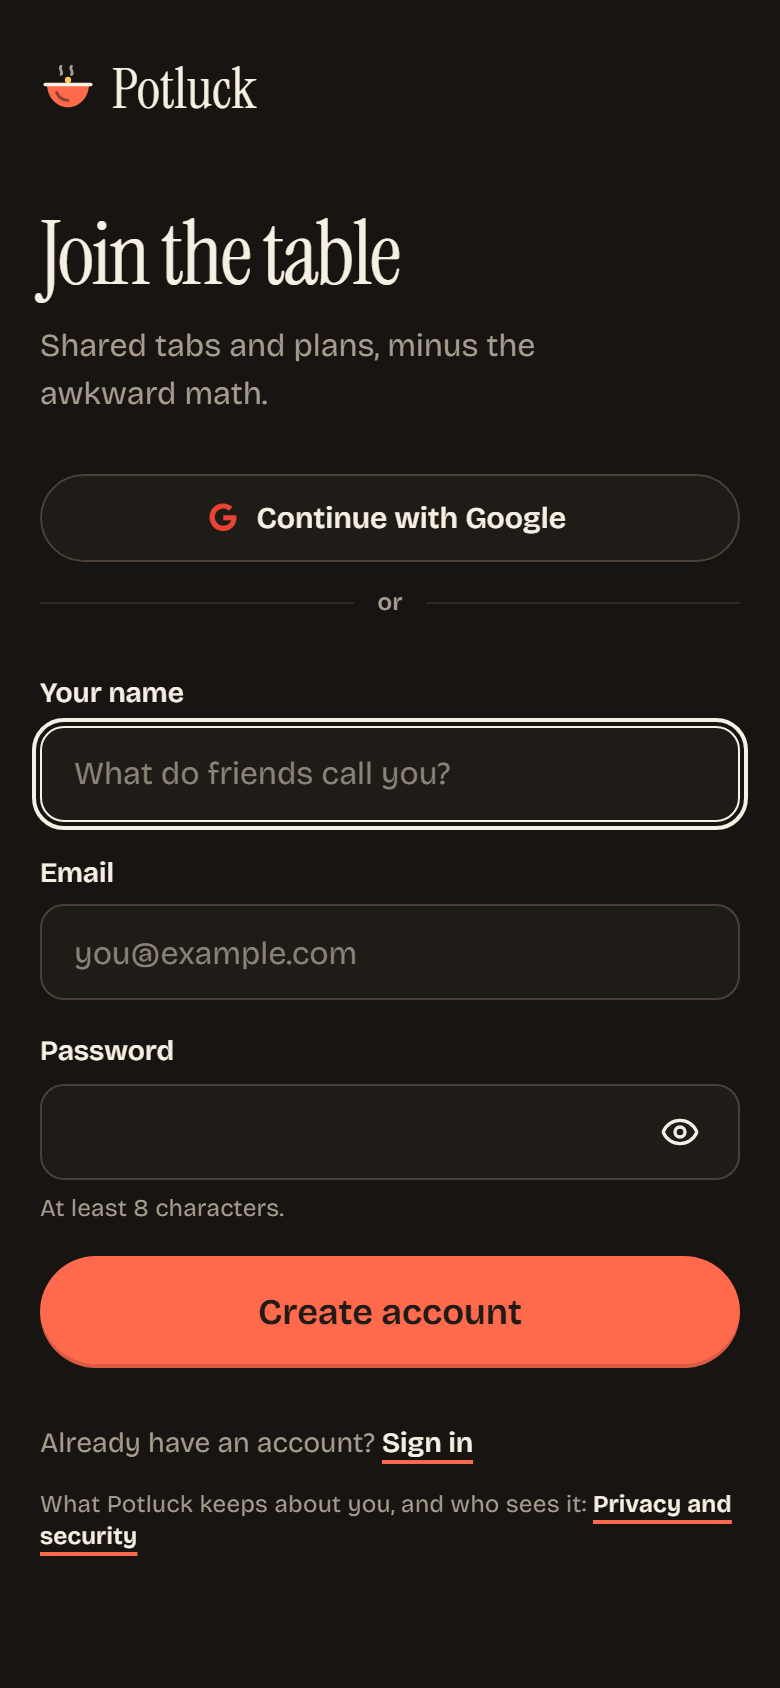 Potluck
Join the table
Shared tabs and plans, minus the
awkward math.
Continue with Google
or
Your name
What do friends call you?
Email
you@example.com
Password
At least 8 characters.
Create account
Already have an account? Sign in
What Potluck keeps about you, and who sees it: Privacy and
security